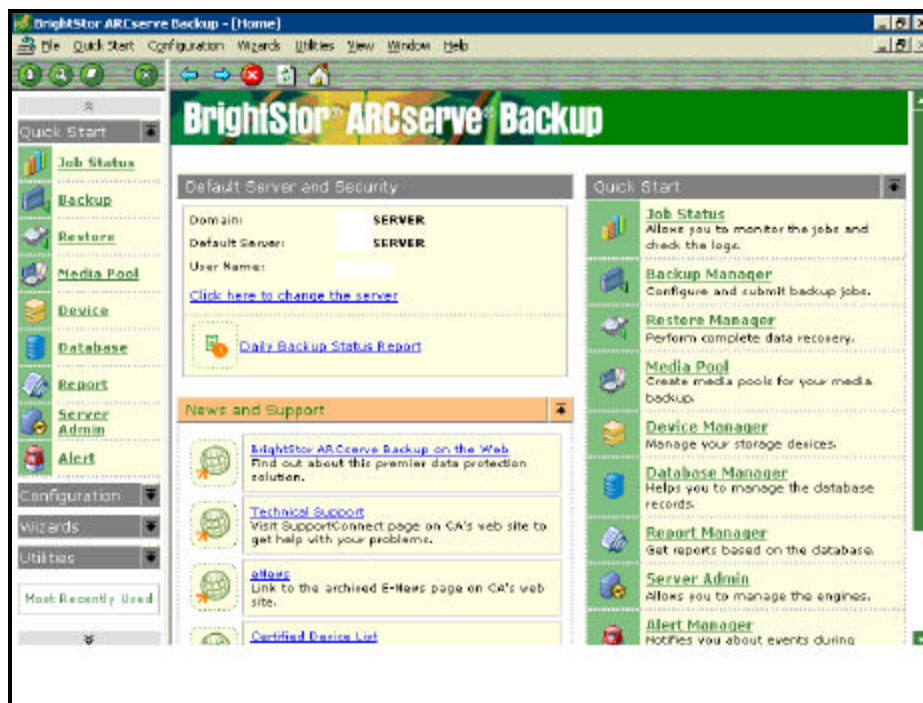 BrightStor ARCserve Backup - [Home]
File Quick Start Configuration Wizards Utilities View Window Help
Quick Start
Job Status
Backup
Restore
Media Pool
Device
Database
Report
Server
Admin
Alert
Configuration
Wizards
Utilities
Most Recently Used
BrightStor® ARCserve® Backup
Default Server and Security
Domain: SERVER
Default Server: SERVER
User Name:
Click here to change the server
Daily Backup Status Report
News and Support
BrightStor ARCserve Backup on the Web
Find out about this premier data protection
solution.
Technical Support
Visit SupportConnect page on CA's web site to
get help with your problems.
eNews
Link to the archived E-News page on CA's web
site.
Certified Device List
Quick Start
Job Status
Allows you to monitor the jobs and
check the logs.
Backup Manager
Configure and submit backup jobs.
Restore Manager
Perform complete data recovery.
Media Pool
Create media pools for your media
backup.
Device Manager
Manage your storage devices.
Database Manager
Helps you to manage the database
records.
Report Manager
Get reports based on the database.
Server Admin
Allows you to manage the engines.
Alert Manager
Notifies you about events during